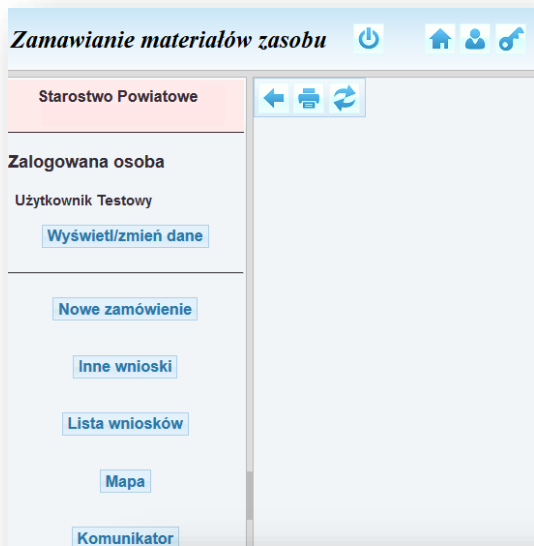 Zamawianie materiałów zasobu
Starostwo Powiatowe
Zalogowana osoba
Użytkownik Testowy
Wyświetl/zmień dane
Nowe zamówienie
Inne wnioski
Lista wniosków
Mapa
Komunikator